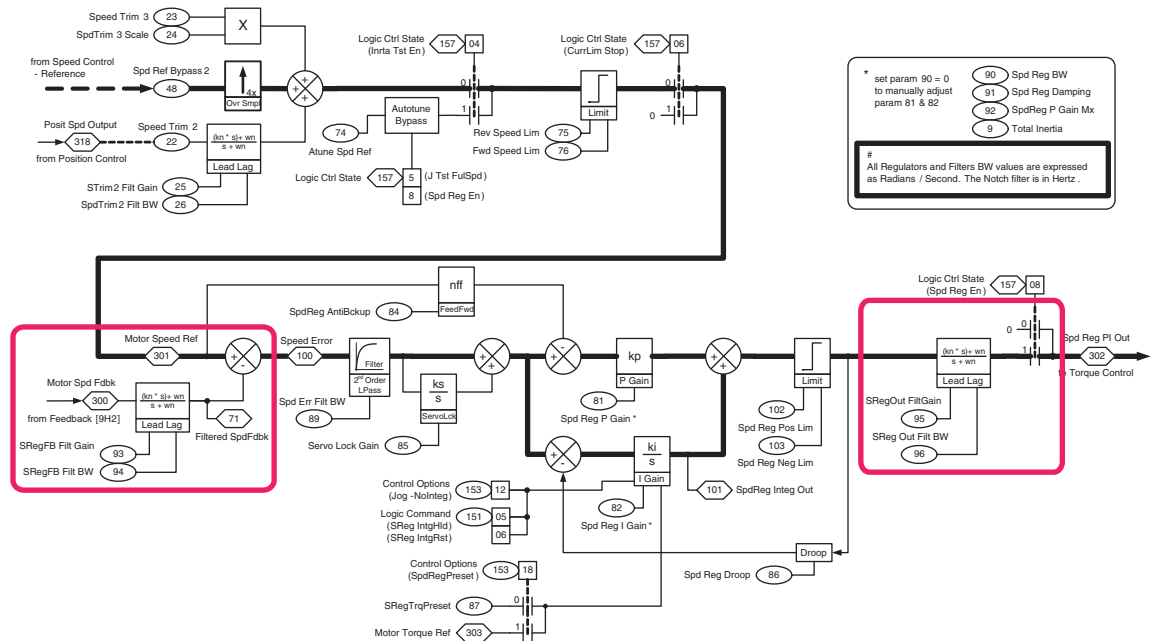 Speed Trim 3
23
SpdTrim 3 Scale
24
X
from Speed Control
- Reference
Spd Ref Bypass 2
48
4x
Ovr Smpl
+
+
+
Posit Spd Output
318
from Position Control
Speed Trim 2
22
(kn * s)+ wn
s + wn
Lead Lag
STrim2 Filt Gain
25
SpdTrim2 Filt BW
26
Logic Ctrl State
(Inrta Tst En)
157
04
0
1
Autotune
Bypass
74
Atune Spd Ref
Logic Ctrl State
157
5
(J Tst FulSpd)
8
(Spd Reg En)
Limit
Rev Speed Lim
75
Fwd Speed Lim
76
Logic Ctrl State
(CurrLim Stop)
157
06
0
1
0
* set param 90 = 0
to manually adjust
param 81 & 82
90
Spd Reg BW
91
Spd Reg Damping
92
SpdReg P Gain Mx
9
Total Inertia
#
All Regulators and Filters BW values are expressed
as Radians / Second. The Notch filter is in Hertz .
Motor Speed Ref
301
+
-
Motor Spd Fdbk
300
from Feedback [9H2]
(kn * s)+ wn
s + wn
Lead Lag
71
Filtered SpdFdbk
SRegFB Filt Gain
93
SRegFB Filt BW
94
Speed Error
100
Filter
2nd Order
LPass
Spd Err Filt BW
89
ks
s
ServoLck
Servo Lock Gain
85
+
+
nff
FeedFwd
SpdReg AntiBckup
84
-
+
kp
P Gain
81
Spd Reg P Gain *
+
-
ki
s
I Gain
82
Spd Reg I Gain *
101
SpdReg Integ Out
+
+
Limit
102
Spd Reg Pos Lim
103
Spd Reg Neg Lim
Control Options
(Jog -NoInteg)
153
12
Logic Command
(SReg IntgHld)
(SReg IntgRst)
151
05
06
Droop
Spd Reg Droop
86
Control Options
(SpdRegPreset)
153
18
SRegTrqPreset
87
0
Motor Torque Ref
303
1
Logic Ctrl State
(Spd Reg En)
157
08
0
0
1
(kn * s)+ wn
s + wn
Lead Lag
SRegOut FiltGain
95
SReg Out Filt BW
96
Spd Reg PI Out
302
to Torque Control